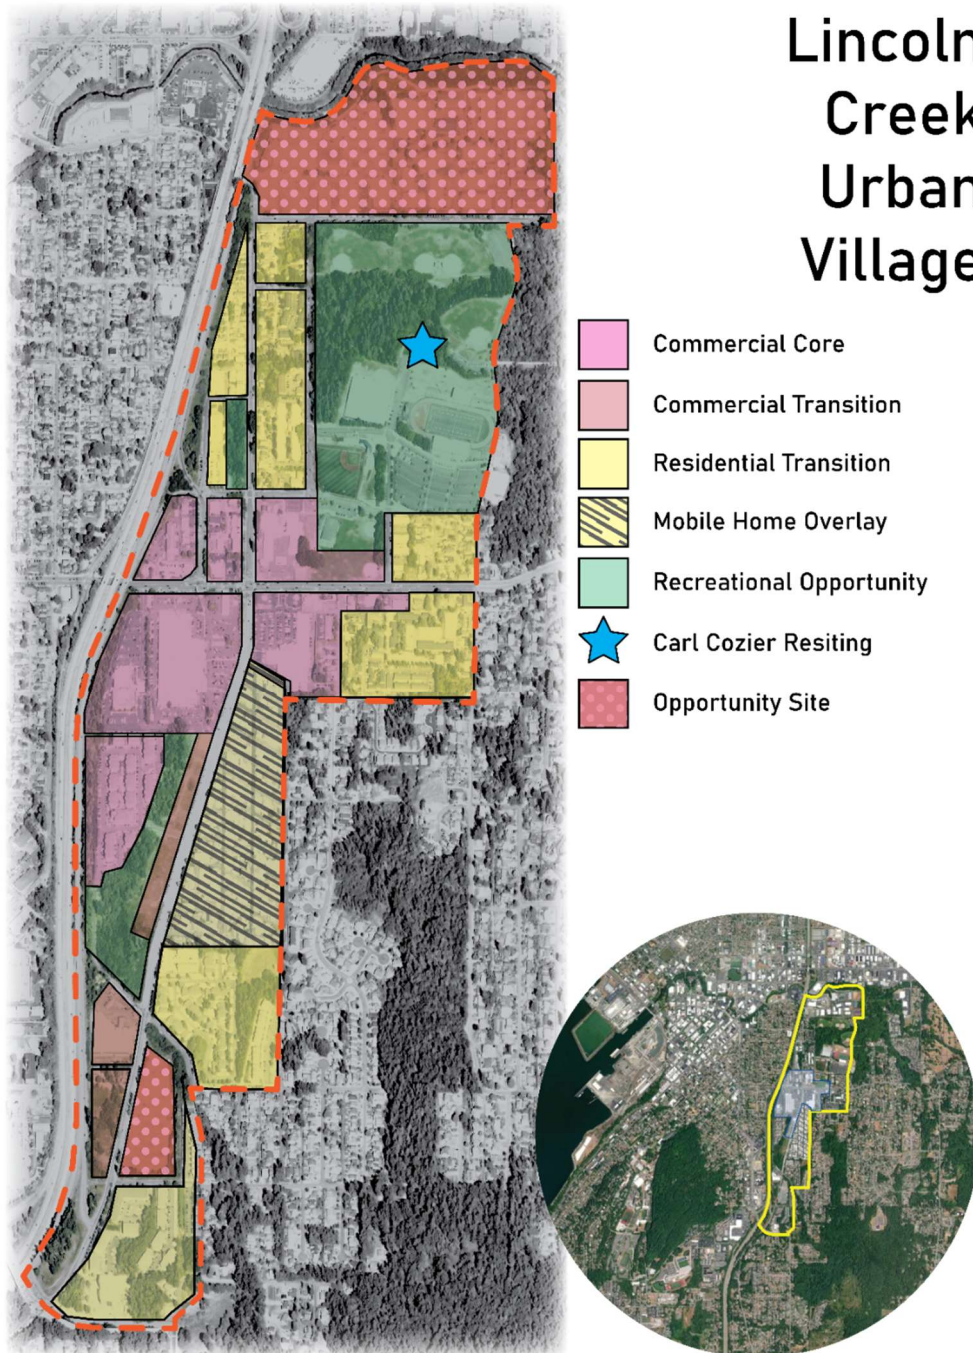 Lincoln
Creek
Urban
Village
Commercial Core
Commercial Transition
Residential Transition
Mobile Home Overlay
Recreational Opportunity
Carl Cozier Resiting
Opportunity Site